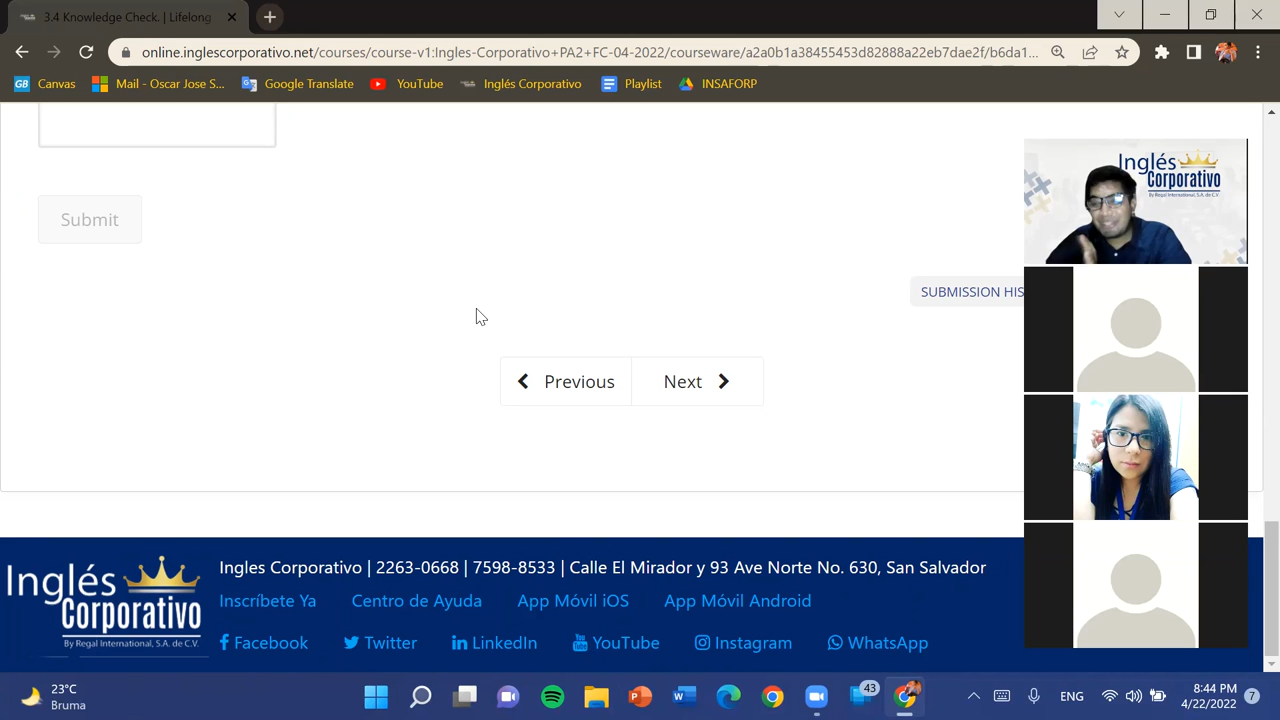 3.4 Knowledge Check. | Lifelong
online.inglescorporativo.net/courses/course-v1:Ingles-Corporativo+PA2+FC-04-2022/courseware/a2a0b1a38455453d82888a22eb7dae2f/b6da1...
GB Canvas Mail - Oscar Jose S... Google Translate YouTube Inglés Corporativo Playlist INSAFORP
Submit
SUBMISSION HIS
Previous Next
Inglés
Corporativo
By Regal International, S.A. de C.V.
Inglés
Corporativo
By Regal International, S.A. de C.V.
Ingles Corporativo | 2263-0668 | 7598-8533 | Calle El Mirador y 93 Ave Norte No. 630, San Salvador
Inscríbete Ya Centro de Ayuda App Móvil iOS App Móvil Android
Facebook Twitter LinkedIn YouTube Instagram WhatsApp
23°C
Bruma
43
ENG
8:44 PM
4/22/2022
7